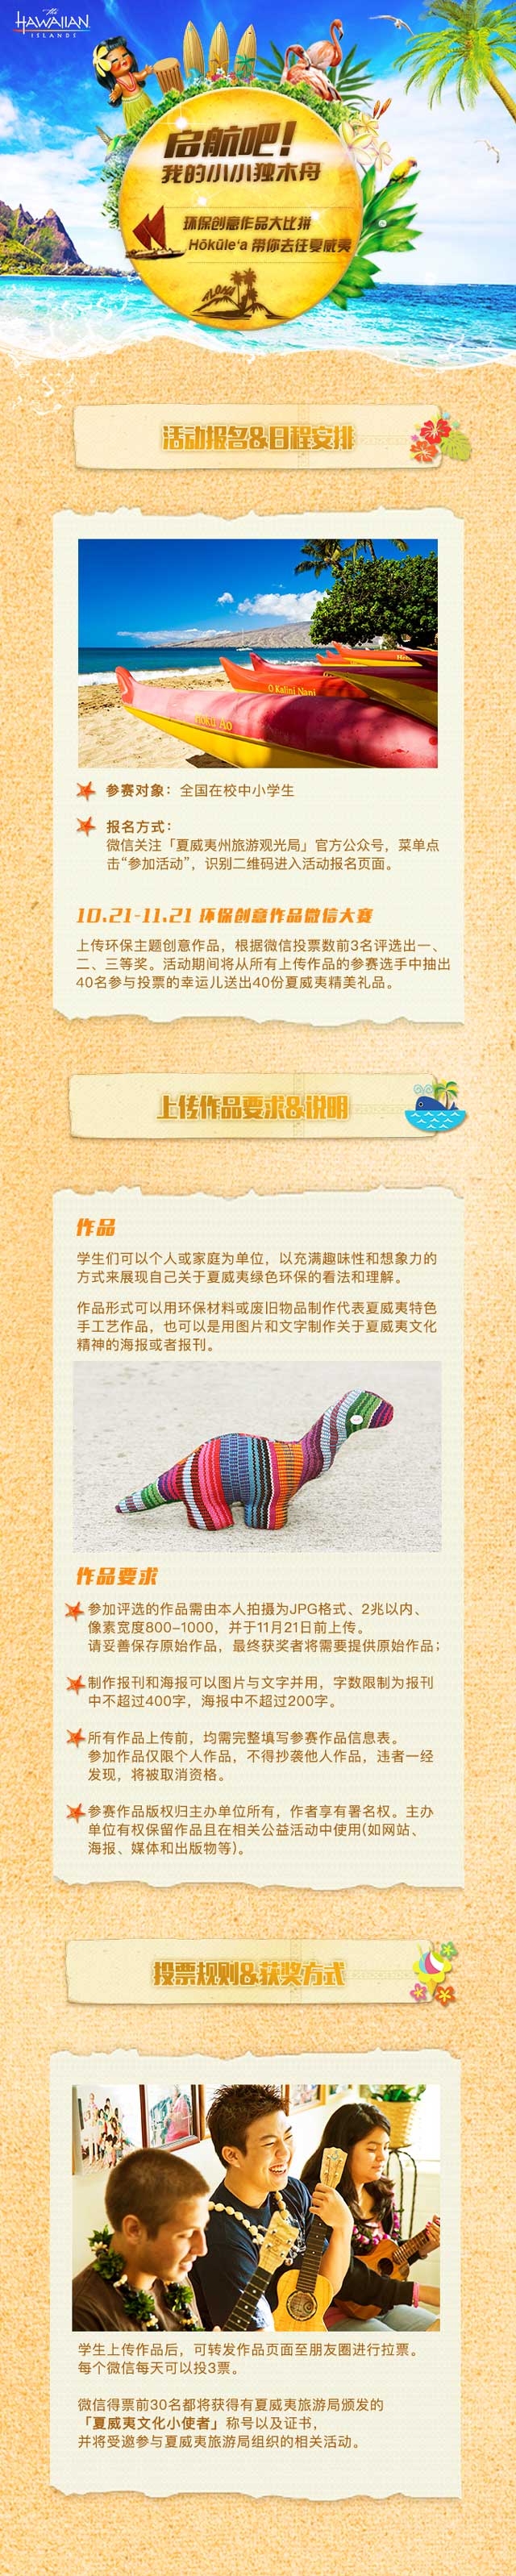 The
HAWAIIAN
ISLANDS
启航吧！
我的小小独木舟
环保创意作品大比拼
Hōkūleʻa 带你去往夏威夷
ALOHA
活动报名&日程安排
O Kalini Nani
Hoku Ao
参赛对象：全国在校中小学生
报名方式：
微信关注「夏威夷州旅游观光局」官方公众号，菜单点
击“参加活动”，识别二维码进入活动报名页面。
10.21-11.21 环保创意作品微信大赛
上传环保主题创意作品，根据微信投票数前3名评选出一、
二、三等奖。活动期间将从所有上传作品的参赛选手中抽出
40名参与投票的幸运儿送出40份夏威夷精美礼品。
上传作品要求&说明
作品
学生们可以个人或家庭为单位，以充满趣味性和想象力的
方式来展现自己关于夏威夷绿色环保的看法和理解。
作品形式可以用环保材料或废旧物品制作代表夏威夷特色
手工艺作品，也可以是用图片和文字制作关于夏威夷文化
精神的海报或者报刊。
作品要求
参加评选的作品需由本人拍摄为JPG格式、2兆以内、
像素宽度800-1000，并于11月21日前上传。
请妥善保存原始作品，最终获奖者将需要提供原始作品；
制作报刊和海报可以图片与文字并用，字数限制为报刊
中不超过400字，海报中不超过200字。
所有作品上传前，均需完整填写参赛作品信息表。
参加作品仅限个人作品，不得抄袭他人作品，违者一经
发现，将被取消资格。
参赛作品版权归主办单位所有，作者享有署名权。主办
单位有权保留作品且在相关公益活动中使用(如网站、
海报、媒体和出版物等)。
投票规则&获奖方式
学生上传作品后，可转发作品页面至朋友圈进行拉票。
每个微信每天可以投3票。
微信得票前30名都将获得有夏威夷旅游局颁发的
「夏威夷文化小使者」称号以及证书，
并将受邀参与夏威夷旅游局组织的相关活动。